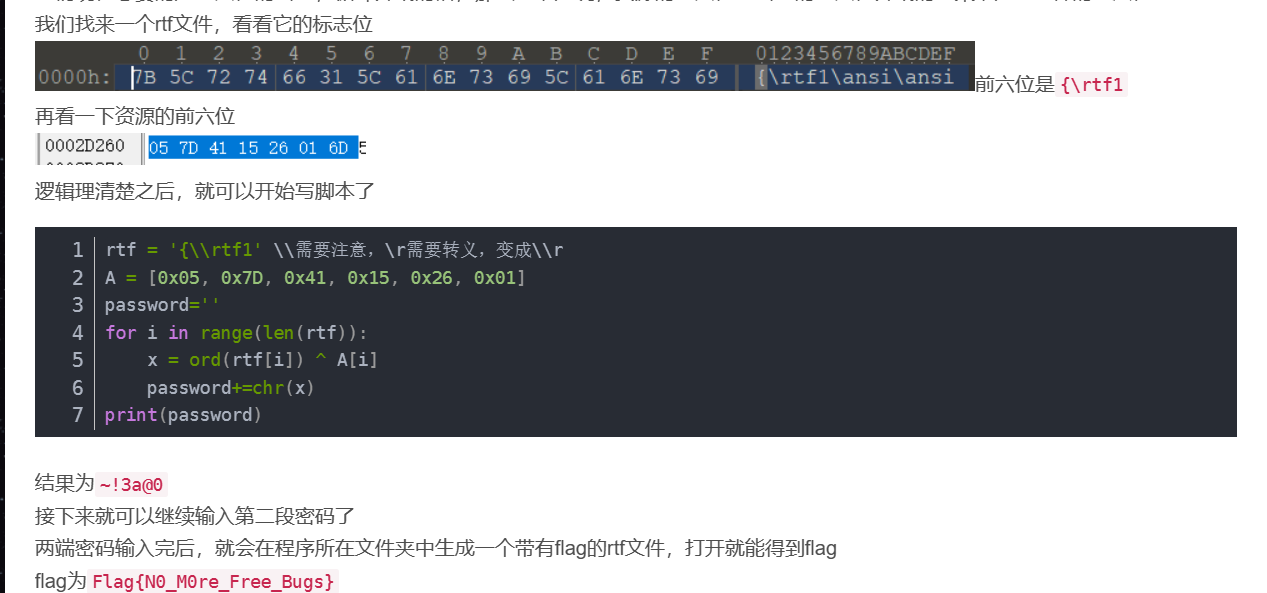 我们找来一个rtf文件，看看它的标志位
0 1 2 3 4 5 6 7 8 9 A B C D E F 0123456789ABCDEF
0000h: 7B 5C 72 74 66 31 5C 61 6E 73 69 5C 61 6E 73 69 {\rtf1\ansi\ansi 前六位是 {\rtf1
再看一下资源的前六位
0002D260 05 7D 41 15 26 01 6D
逻辑理清楚之后，就可以开始写脚本了
1 rtf = '{\\rtf1' \\需要注意，\r需要转义，变成\\r
2 A = [0x05, 0x7D, 0x41, 0x15, 0x26, 0x01]
3 password=''
4 for i in range(len(rtf)):
5 x = ord(rtf[i]) ^ A[i]
6 password+=chr(x)
7 print(password)
结果为 ~!3a@0
接下来就可以继续输入第二段密码了
两端密码输入完后，就会在程序所在文件夹中生成一个带有flag的rtf文件，打开就能得到flag
flag为 Flag{N0_M0re_Free_Bugs}